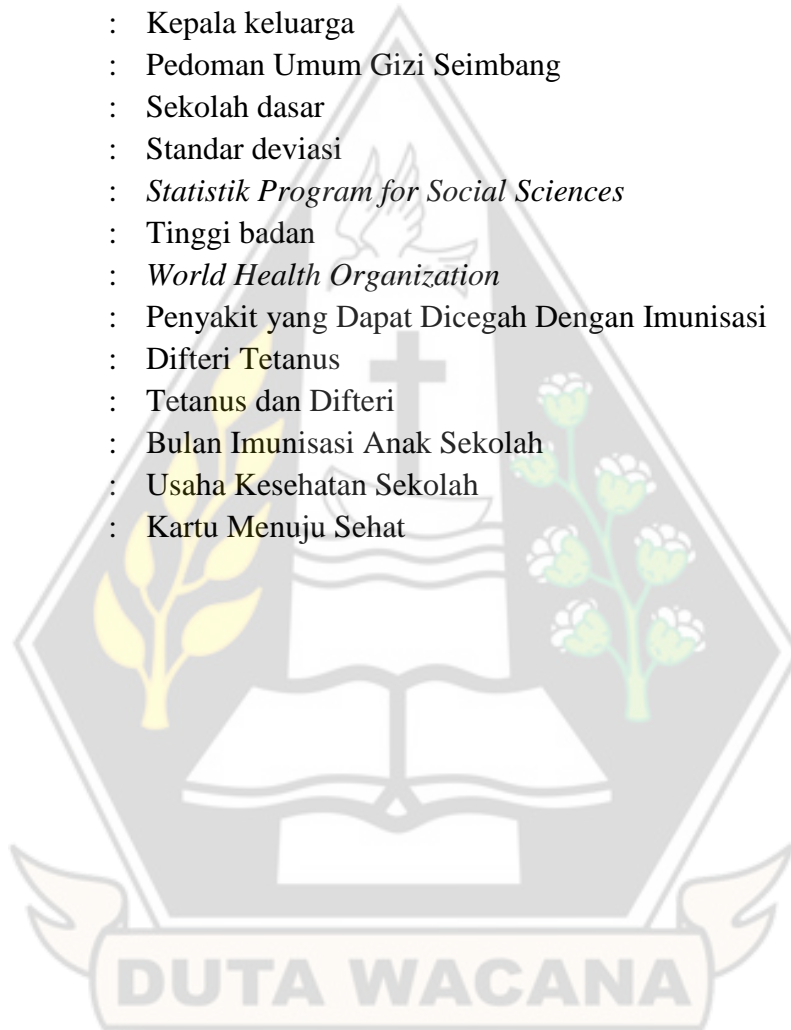 : Kepala keluarga
: Pedoman Umum Gizi Seimbang
: Sekolah dasar
: Standar deviasi
: Statistik Program for Social Sciences
: Tinggi badan
: World Health Organization
: Penyakit yang Dapat Dicegah Dengan Imunisasi
: Difteri Tetanus
: Tetanus dan Difteri
: Bulan Imunisasi Anak Sekolah
: Usaha Kesehatan Sekolah
: Kartu Menuju Sehat
DUTA WACANA